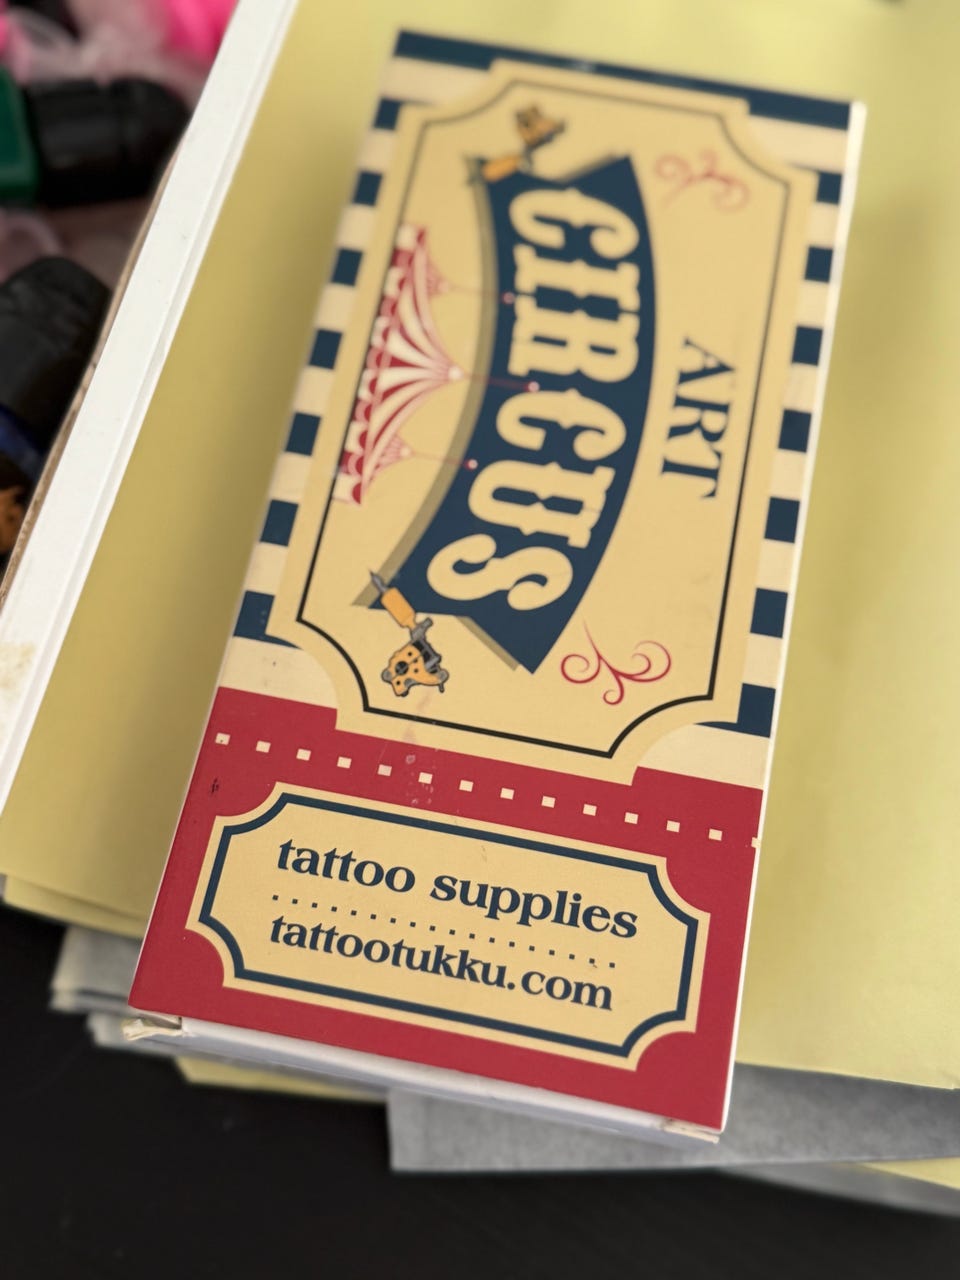 ART
CIRCUS
tattoo supplies
tattootukku.com